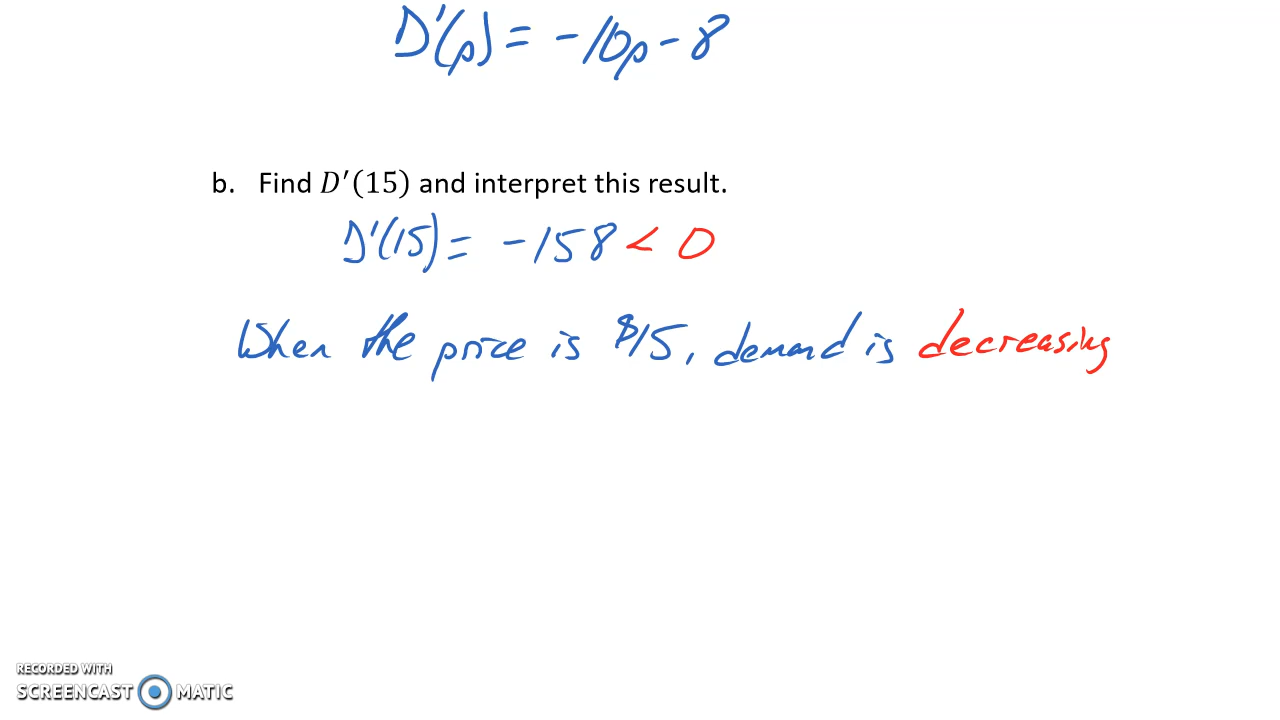 D'(p) = -10p - 8
b. Find D′(15) and interpret this result.
D'(15) = -158 < 0
When the price is $15, demand is decreasing
RECORDED WITH
SCREENCAST MATIC